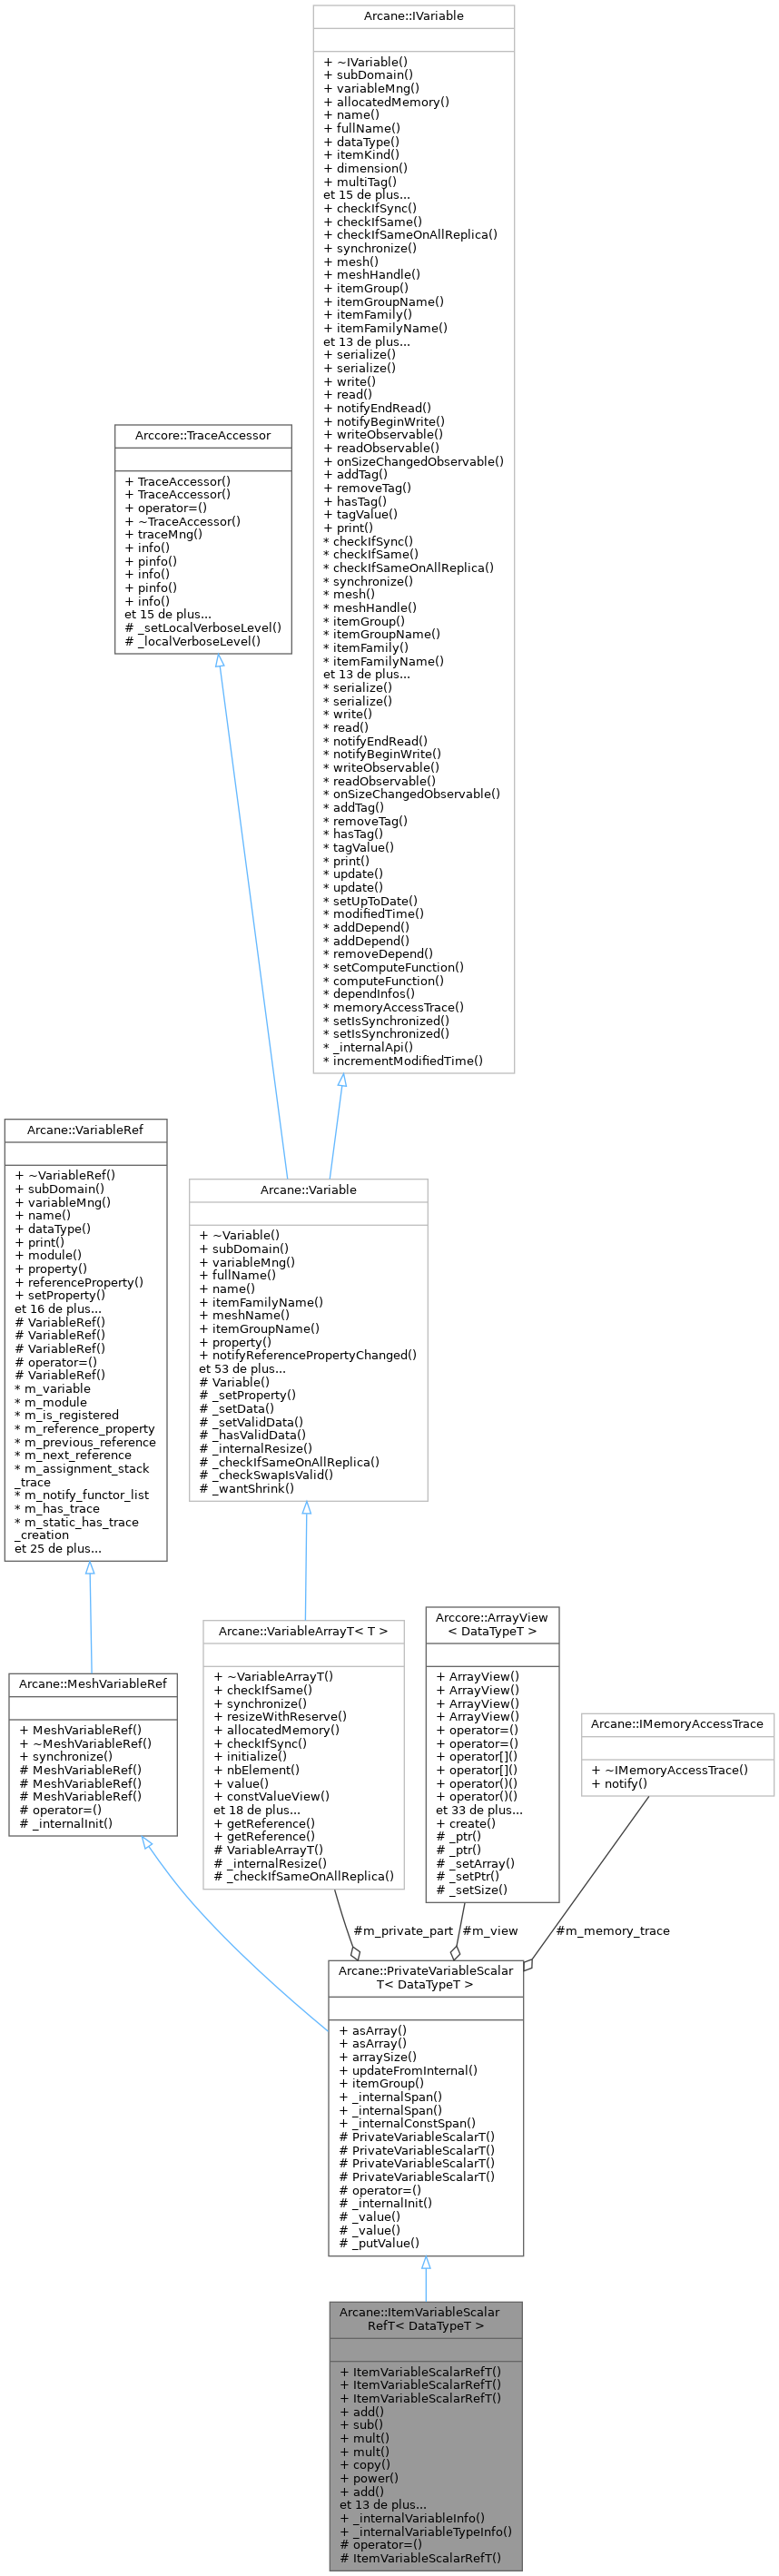 Arcane::IVariable
+ ~IVariable()
+ subDomain()
+ variableMng()
+ allocatedMemory()
+ name()
+ fullName()
+ dataType()
+ itemKind()
+ dimension()
+ multiTag()
et 15 de plus...
+ checkIfSync()
+ checkIfSame()
+ checkIfSameOnAllReplica()
+ synchronize()
+ mesh()
+ meshHandle()
+ itemGroup()
+ itemGroupName()
+ itemFamily()
+ itemFamilyName()
et 13 de plus...
+ serialize()
+ serialize()
+ write()
+ read()
+ notifyEndRead()
+ notifyBeginWrite()
+ writeObservable()
+ readObservable()
+ onSizeChangedObservable()
+ addTag()
+ removeTag()
+ hasTag()
+ tagValue()
+ print()
* checkIfSync()
* checkIfSame()
* checkIfSameOnAllReplica()
* synchronize()
* mesh()
* meshHandle()
* itemGroup()
* itemGroupName()
* itemFamily()
* itemFamilyName()
et 13 de plus...
* serialize()
* serialize()
* write()
* read()
* notifyEndRead()
* notifyBeginWrite()
* writeObservable()
* readObservable()
* onSizeChangedObservable()
* addTag()
* removeTag()
* hasTag()
* tagValue()
* print()
* update()
* update()
* setUpToDate()
* modifiedTime()
* addDepend()
* addDepend()
* removeDepend()
* setComputeFunction()
* computeFunction()
* dependInfos()
* memoryAccessTrace()
* setIsSynchronized()
* setIsSynchronized()
* _internalApi()
* incrementModifiedTime()
Arccore::TraceAccessor
+ TraceAccessor()
+ TraceAccessor()
+ operator=()
+ ~TraceAccessor()
+ traceMng()
+ info()
+ pinfo()
+ info()
+ pinfo()
+ info()
et 15 de plus...
# _setLocalVerboseLevel()
# _localVerboseLevel()
Arcane::VariableRef
+ ~VariableRef()
+ subDomain()
+ variableMng()
+ name()
+ dataType()
+ print()
+ module()
+ property()
+ referenceProperty()
+ setProperty()
et 16 de plus...
# VariableRef()
# VariableRef()
# VariableRef()
# operator=()
# VariableRef()
* m_variable
* m_module
* m_is_registered
* m_reference_property
* m_previous_reference
* m_next_reference
* m_assignment_stack
_trace
* m_notify_functor_list
* m_has_trace
* m_static_has_trace
_creation
et 25 de plus...
Arcane::Variable
+ ~Variable()
+ subDomain()
+ variableMng()
+ fullName()
+ name()
+ itemFamilyName()
+ meshName()
+ itemGroupName()
+ property()
+ notifyReferencePropertyChanged()
et 53 de plus...
# Variable()
# _setProperty()
# _setData()
# _setValidData()
# _hasValidData()
# _internalResize()
# _checkIfSameOnAllReplica()
# _checkSwapIsValid()
# _wantShrink()
Arcane::MeshVariableRef
+ MeshVariableRef()
+ ~MeshVariableRef()
+ synchronize()
# MeshVariableRef()
# MeshVariableRef()
# MeshVariableRef()
# operator=()
# _internalInit()
Arcane::VariableArrayT< T >
+ ~VariableArrayT()
+ checkIfSame()
+ synchronize()
+ resizeWithReserve()
+ allocatedMemory()
+ checkIfSync()
+ initialize()
+ nbElement()
+ value()
+ constValueView()
et 18 de plus...
+ getReference()
+ getReference()
# VariableArrayT()
# _internalResize()
# _checkIfSameOnAllReplica()
Arccore::ArrayView
< DataTypeT >
+ ArrayView()
+ ArrayView()
+ ArrayView()
+ ArrayView()
+ operator=()
+ operator=()
+ operator[]()
+ operator[]()
+ operator()()
+ operator()()
et 33 de plus...
+ create()
# _ptr()
# _ptr()
# _setArray()
# _setPtr()
# _setSize()
Arcane::IMemoryAccessTrace
+ ~IMemoryAccessTrace()
+ notify()
#m_private_part
#m_view
#m_memory_trace
Arcane::PrivateVariableScalar
T< DataTypeT >
+ asArray()
+ asArray()
+ arraySize()
+ updateFromInternal()
+ itemGroup()
+ _internalSpan()
+ _internalSpan()
+ _internalConstSpan()
# PrivateVariableScalarT()
# PrivateVariableScalarT()
# PrivateVariableScalarT()
# PrivateVariableScalarT()
# operator=()
# _internalInit()
# _value()
# _value()
# _putValue()
Arcane::ItemVariableScalar
RefT< DataTypeT >
+ ItemVariableScalarRefT()
+ ItemVariableScalarRefT()
+ ItemVariableScalarRefT()
+ add()
+ sub()
+ mult()
+ mult()
+ copy()
+ power()
+ add()
et 13 de plus...
+ _internalVariableInfo()
+ _internalVariableTypeInfo()
# operator=()
# ItemVariableScalarRefT()